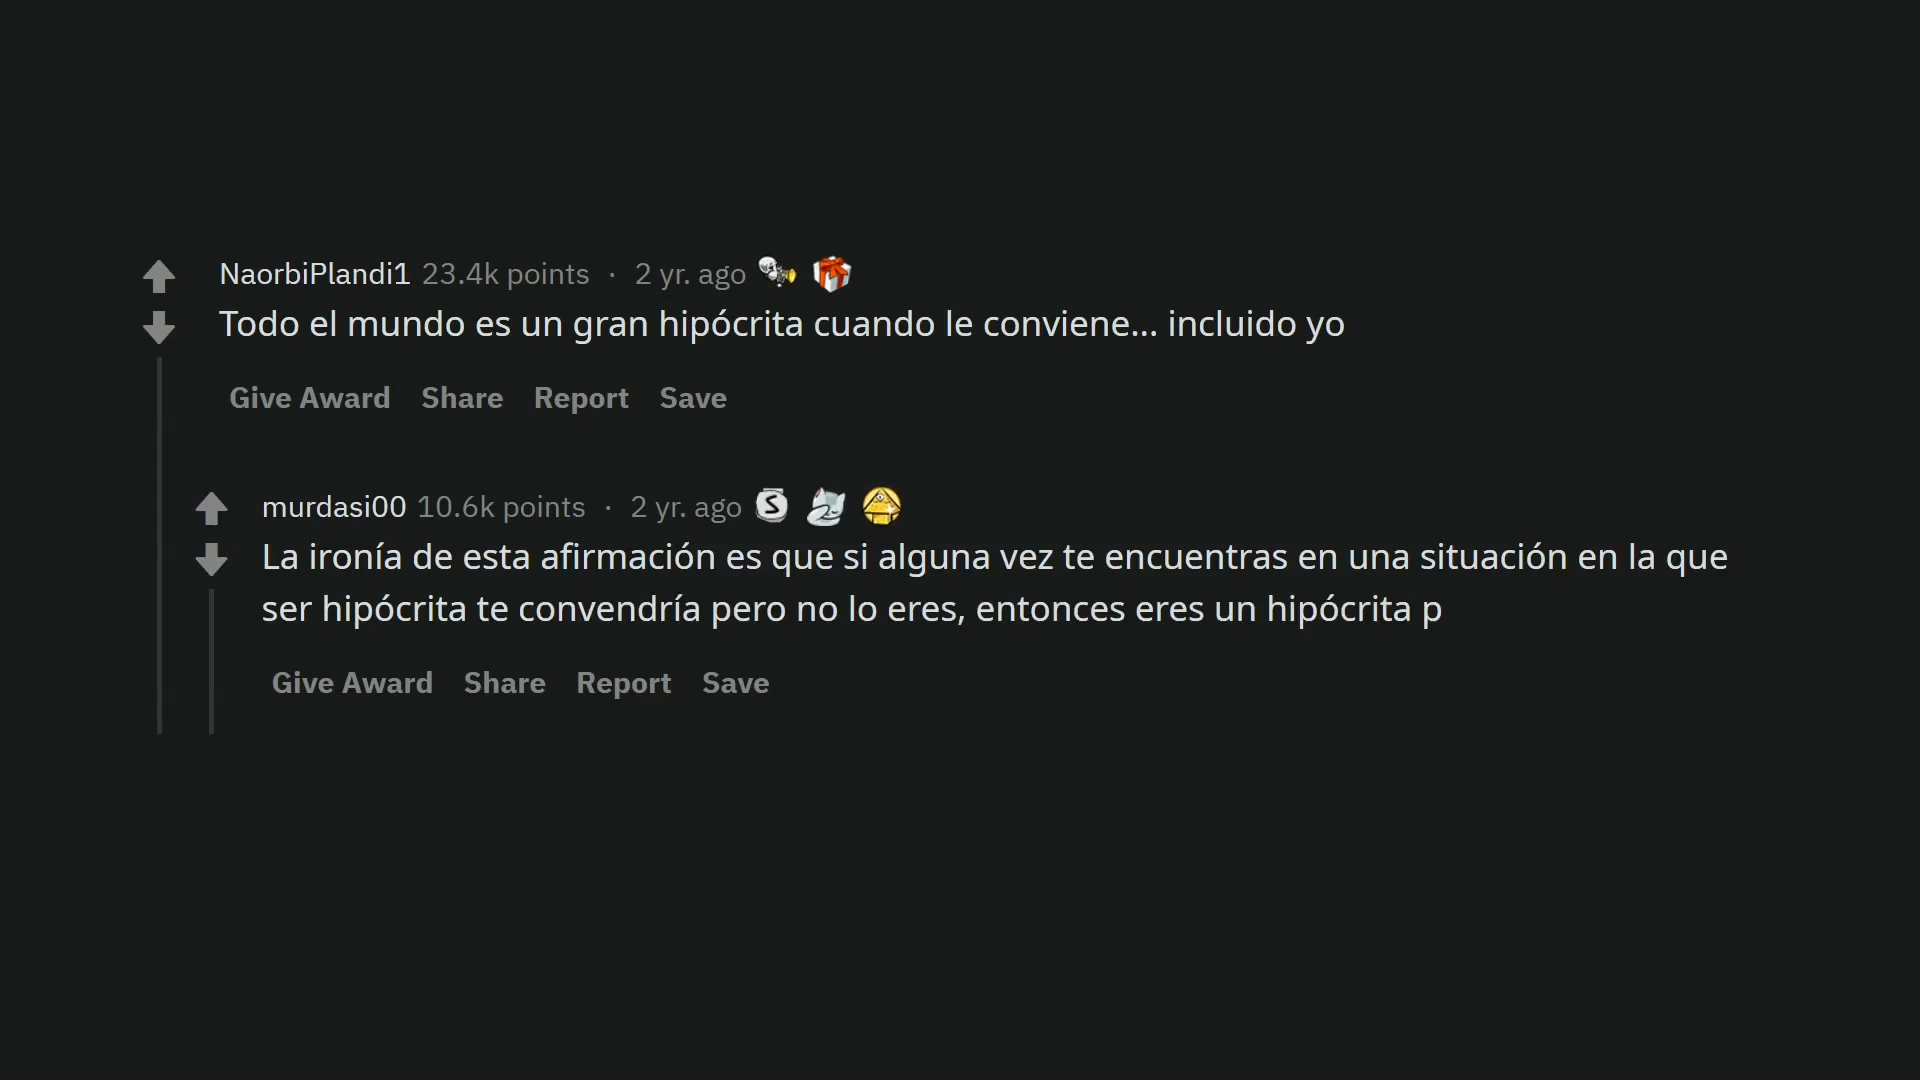 NaorbiPlandi1 23.4k points · 2 yr. ago
Todo el mundo es un gran hipócrita cuando le conviene... incluido yo
Give Award Share Report Save
murdasi00 10.6k points · 2 yr. ago
La ironía de esta afirmación es que si alguna vez te encuentras en una situación en la que
ser hipócrita te convendría pero no lo eres, entonces eres un hipócrita p
Give Award Share Report Save